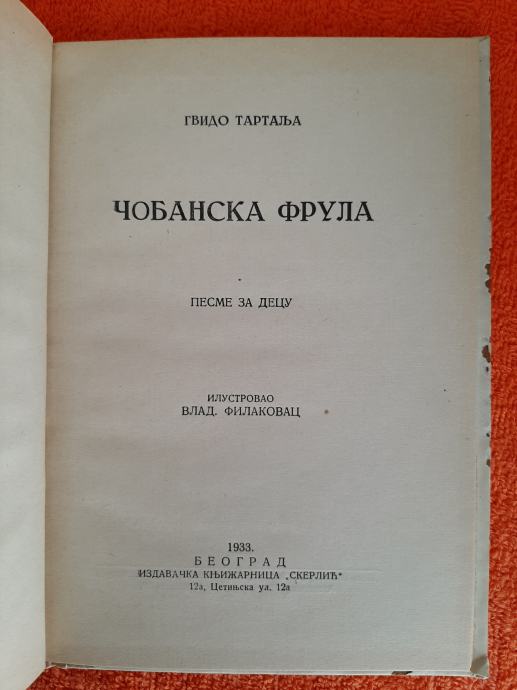 ГВИДО ТАРТАЉА
ЧОБАНСКА ФРУЛА
ПЕСМЕ ЗА ДЕЦУ
ИЛУСТРОВАО
ВЛАД. ФИЛАКОВАЦ
1933.
БЕОГРАД
ИЗДАВАЧКА КЊИЖАРНИЦА „СКЕРЛИЋ“
12а, Цетињска ул. 12а